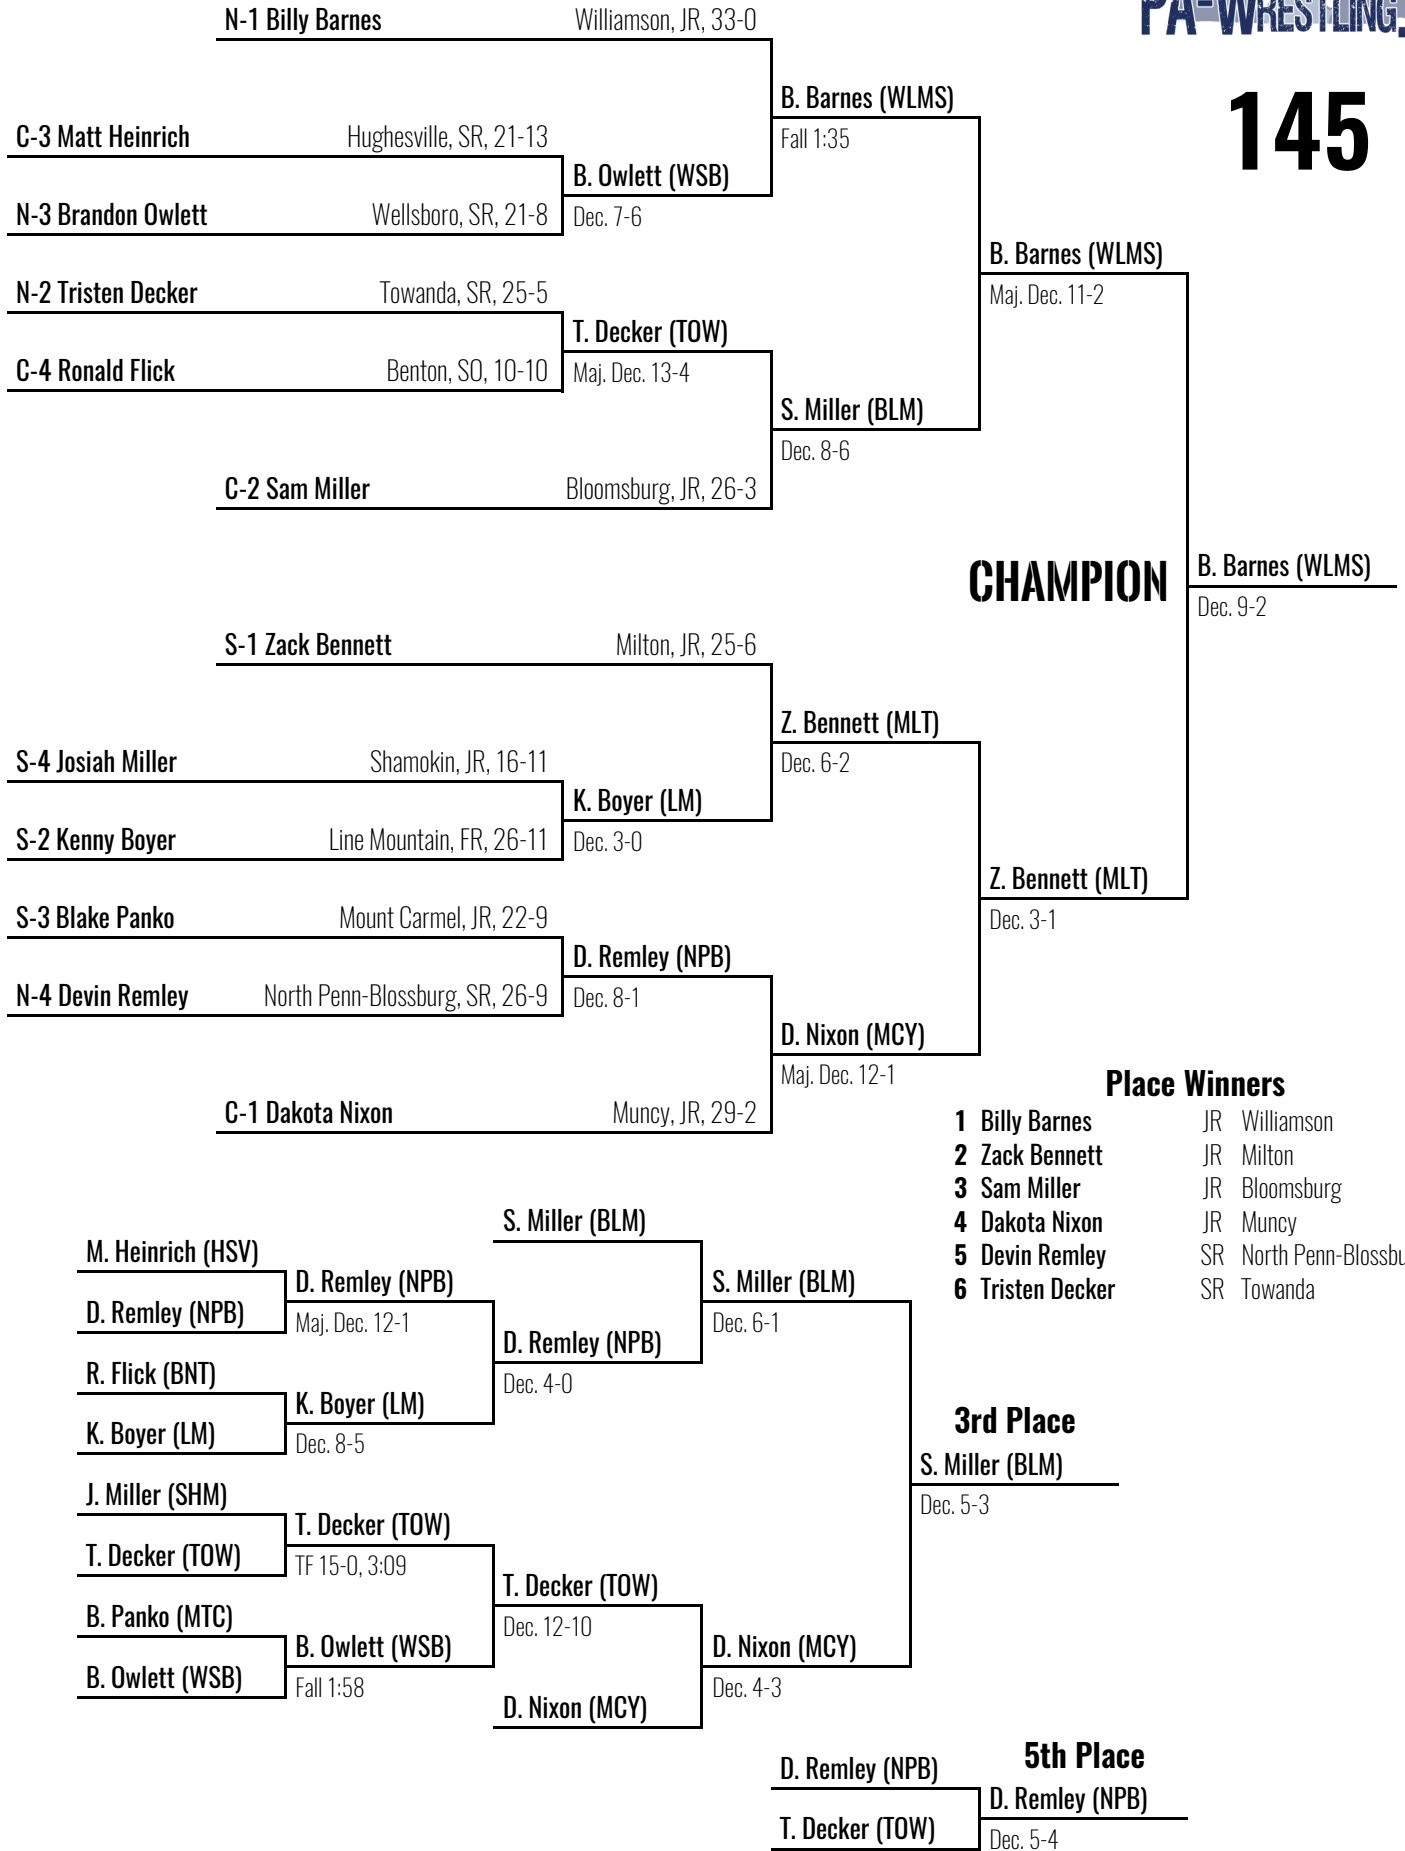 PA-WRESTLING.
145
N-1 Billy Barnes Williamson, JR, 33-0
B. Barnes (WLMS)
Fall 1:35
C-3 Matt Heinrich Hughesville, SR, 21-13
B. Owlett (WSB)
Dec. 7-6
N-3 Brandon Owlett Wellsboro, SR, 21-8
B. Barnes (WLMS)
Maj. Dec. 11-2
N-2 Tristen Decker Towanda, SR, 25-5
T. Decker (TOW)
Maj. Dec. 13-4
C-4 Ronald Flick Benton, SO, 10-10
S. Miller (BLM)
Dec. 8-6
C-2 Sam Miller Bloomsburg, JR, 26-3
CHAMPION
B. Barnes (WLMS)
Dec. 9-2
S-1 Zack Bennett Milton, JR, 25-6
Z. Bennett (MLT)
Dec. 6-2
S-4 Josiah Miller Shamokin, JR, 16-11
K. Boyer (LM)
Dec. 3-0
S-2 Kenny Boyer Line Mountain, FR, 26-11
Z. Bennett (MLT)
Dec. 3-1
S-3 Blake Panko Mount Carmel, JR, 22-9
D. Remley (NPB)
Dec. 8-1
N-4 Devin Remley North Penn-Blossburg, SR, 26-9
D. Nixon (MCY)
Maj. Dec. 12-1
C-1 Dakota Nixon Muncy, JR, 29-2
Place Winners
1 Billy Barnes JR Williamson
2 Zack Bennett JR Milton
3 Sam Miller JR Bloomsburg
4 Dakota Nixon JR Muncy
5 Devin Remley SR North Penn-Blossbu
6 Tristen Decker SR Towanda
S. Miller (BLM)
M. Heinrich (HSV)
D. Remley (NPB)
Maj. Dec. 12-1
D. Remley (NPB)
S. Miller (BLM)
Dec. 6-1
D. Remley (NPB)
Dec. 4-0
R. Flick (BNT)
K. Boyer (LM)
Dec. 8-5
K. Boyer (LM)
3rd Place
S. Miller (BLM)
Dec. 5-3
J. Miller (SHM)
T. Decker (TOW)
TF 15-0, 3:09
T. Decker (TOW)
T. Decker (TOW)
Dec. 12-10
B. Panko (MTC)
B. Owlett (WSB)
Fall 1:58
B. Owlett (WSB)
D. Nixon (MCY)
Dec. 4-3
D. Nixon (MCY)
5th Place
D. Remley (NPB)
D. Remley (NPB)
Dec. 5-4
T. Decker (TOW)